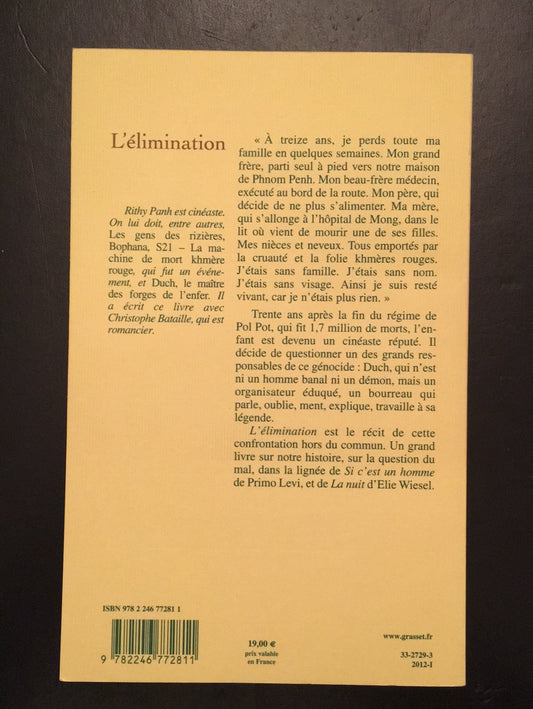 L'élimination
Rithy Panh est cinéaste.
On lui doit, entre autres,
Les gens des rizières,
Bophana, S21 – La ma-
chine de mort khmère
rouge, qui fut un événe-
ment, et Duch, le maître
des forges de l'enfer. Il
a écrit ce livre avec
Christophe Bataille, qui est
romancier.
« À treize ans, je perds toute ma
famille en quelques semaines. Mon grand
frère, parti seul à pied vers notre maison
de Phnom Penh. Mon beau-frère médecin,
exécuté au bord de la route. Mon père, qui
décide de ne plus s'alimenter. Ma mère,
qui s'allonge à l'hôpital de Mong, dans le
lit où vient de mourir une de ses filles.
Mes nièces et neveux. Tous emportés par
la cruauté et la folie khmères rouges.
J'étais sans famille. J'étais sans nom.
J'étais sans visage. Ainsi je suis resté
vivant, car je n'étais plus rien. »
Trente ans après la fin du régime de
Pol Pot, qui fit 1,7 million de morts, l'en-
fant est devenu un cinéaste réputé. Il
décide de questionner un des grands res-
ponsables de ce génocide : Duch, qui n'est
ni un homme banal ni un démon, mais un
organisateur éduqué, un bourreau qui
parle, oublie, ment, explique, travaille à sa
légende.
L'élimination est le récit de cette
confrontation hors du commun. Un grand
livre sur notre histoire, sur la question du
mal, dans la lignée de Si c'est un homme
de Primo Levi, et de La nuit d'Elie Wiesel.
ISBN 978 2 246 77281 1
9 782246 772811
19,00 €
prix valable
en France
www.grasset.fr
33-2729-3
2012-I